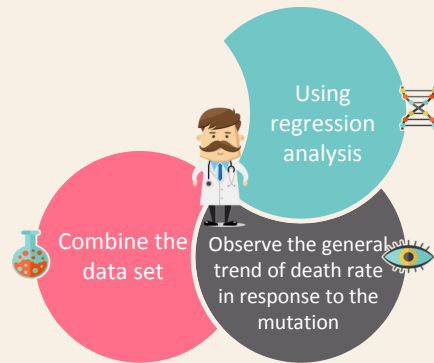 Using
regression
analysis
Combine the
data set
Observe the general
trend of death rate
in response to the
mutation